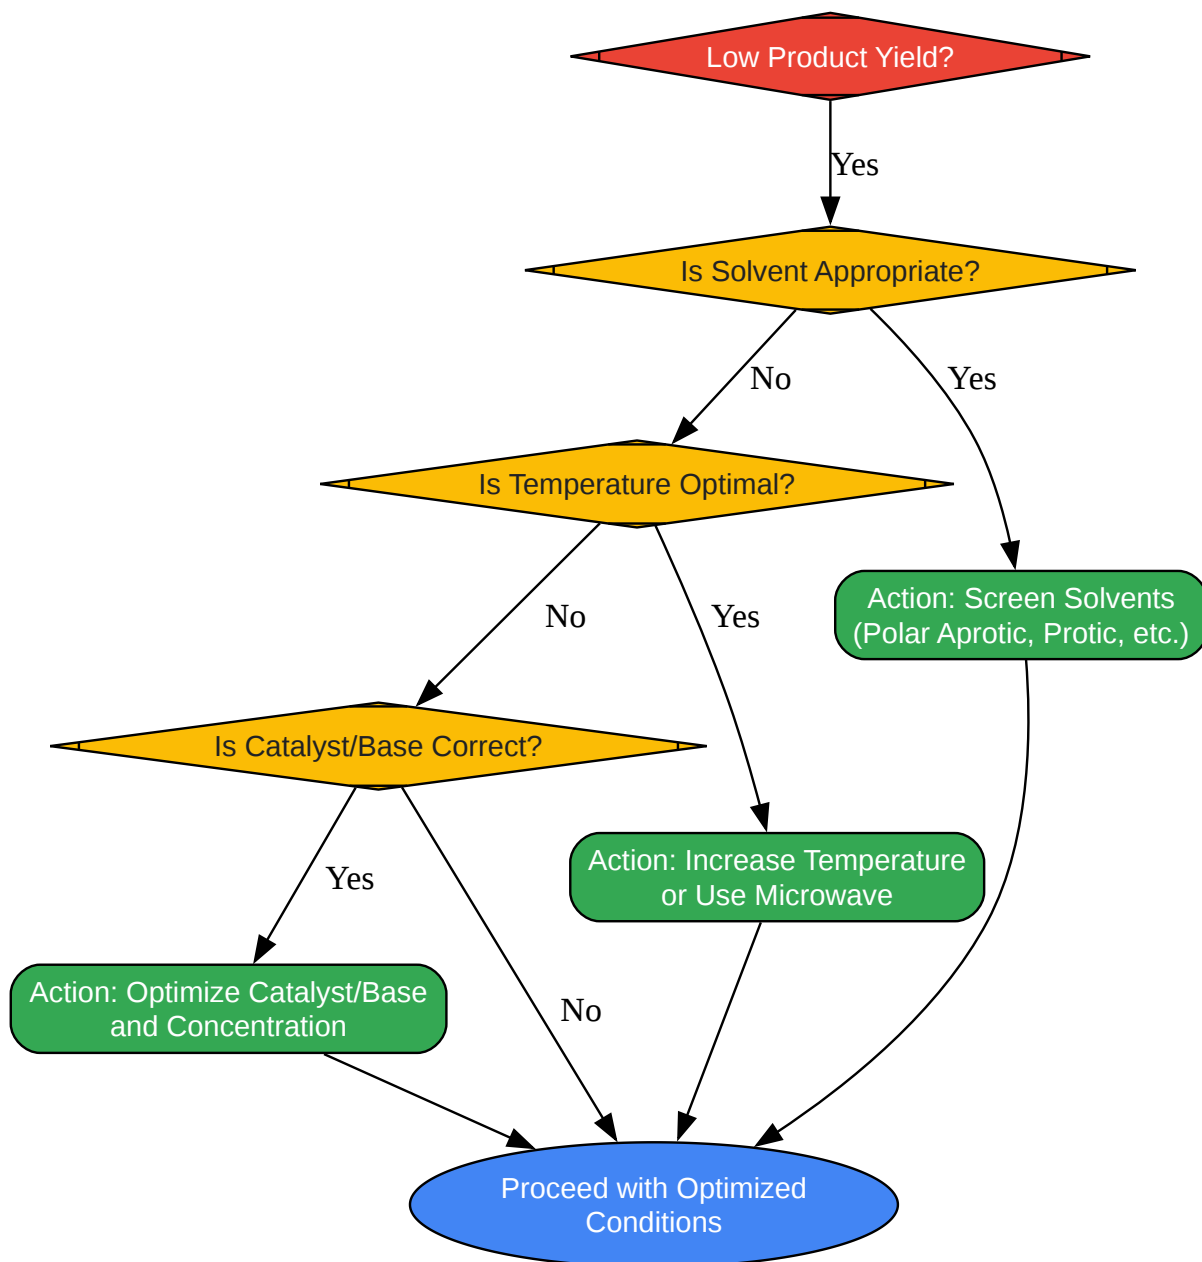 Low Product Yield?
Yes
Is Solvent Appropriate?
No
Yes
Is Temperature Optimal?
Action: Screen Solvents
(Polar Aprotic, Protic, etc.)
No
Yes
Is Catalyst/Base Correct?
Action: Increase Temperature
or Use Microwave
Yes
Action: Optimize Catalyst/Base
and Concentration
No
Proceed with Optimized
Conditions